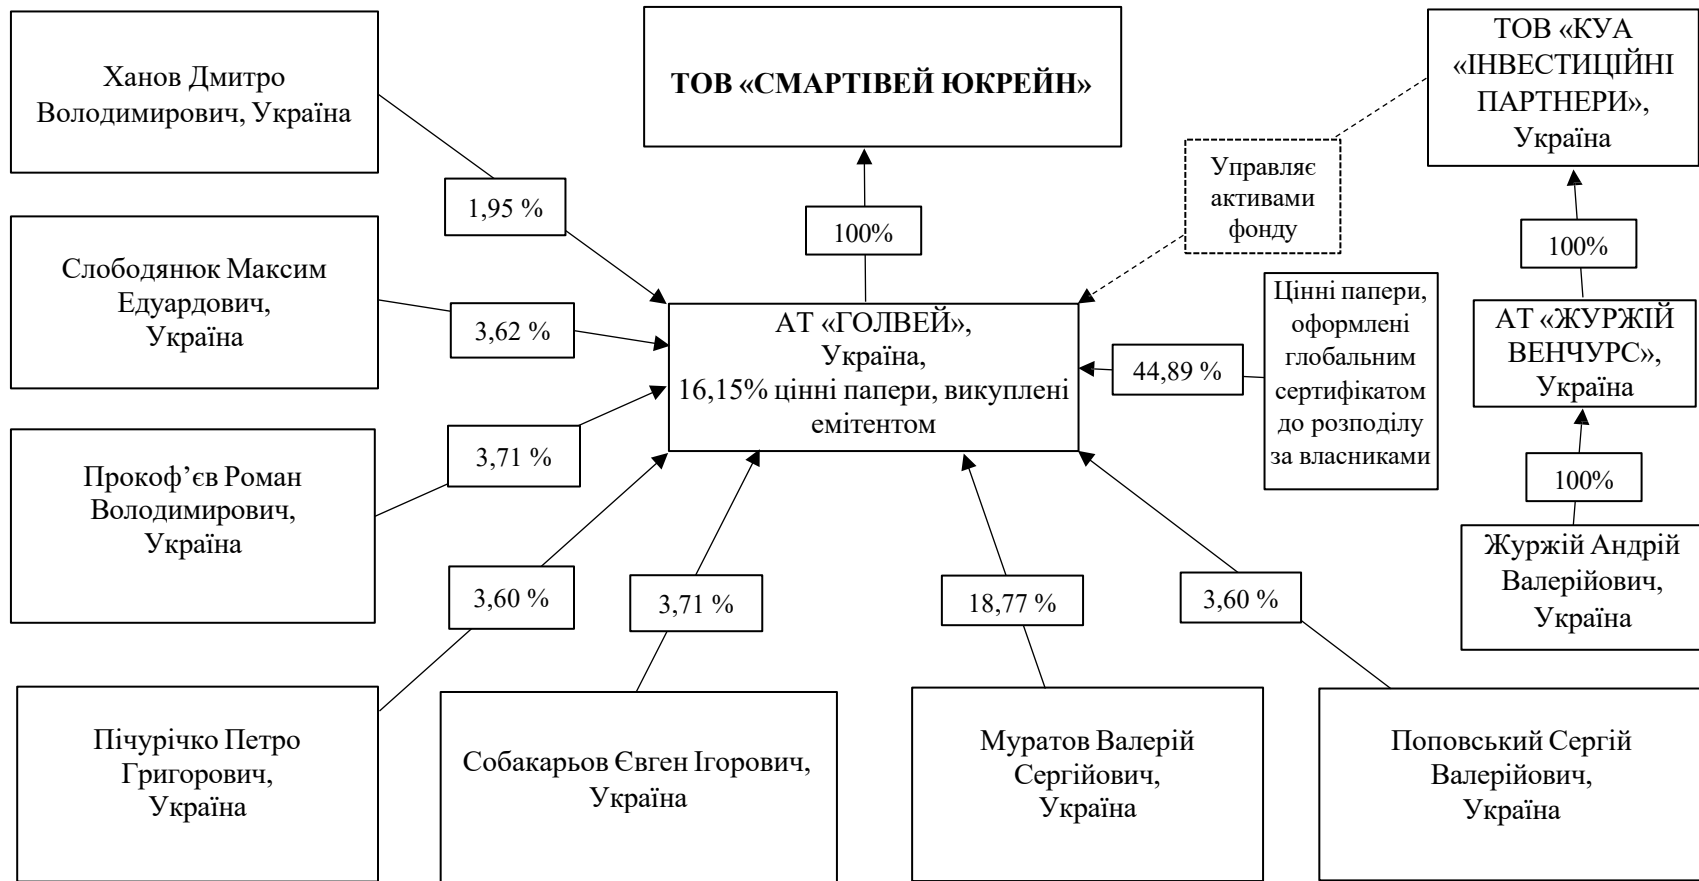 Ханов Дмитро
Володимирович, Україна
ТОВ «СМАРТІВЕЙ ЮКРЕЙН»
ТОВ «КУА
«ІНВЕСТИЦІЙНІ
ПАРТНЕРИ»,
Україна
Управляє
активами
фонду
1,95 %
100%
100%
Слободянюк Максим
Едуардович,
Україна
3,62 %
АТ «ГОЛВЕЙ»,
Україна,
16,15% цінні папери, викуплені
емітентом
44,89 %
Цінні папери,
оформлені
глобальним
сертифікатом
до розподілу
за власниками
АТ «ЖУРЖІЙ
ВЕНЧУРС»,
Україна
Прокоф’єв Роман
Володимирович,
Україна
3,71 %
100%
Журжій Андрій
Валерійович,
Україна
3,60 %
3,71 %
18,77 %
3,60 %
Пічурічко Петро
Григорович,
Україна
Собакарьов Євген Ігорович,
Україна
Муратов Валерій
Сергійович,
Україна
Поповський Сергій
Валерійович,
Україна